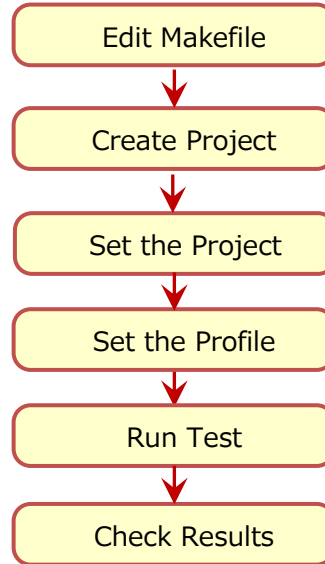 Edit Makefile
Create Project
Set the Project
Set the Profile
Run Test
Check Results